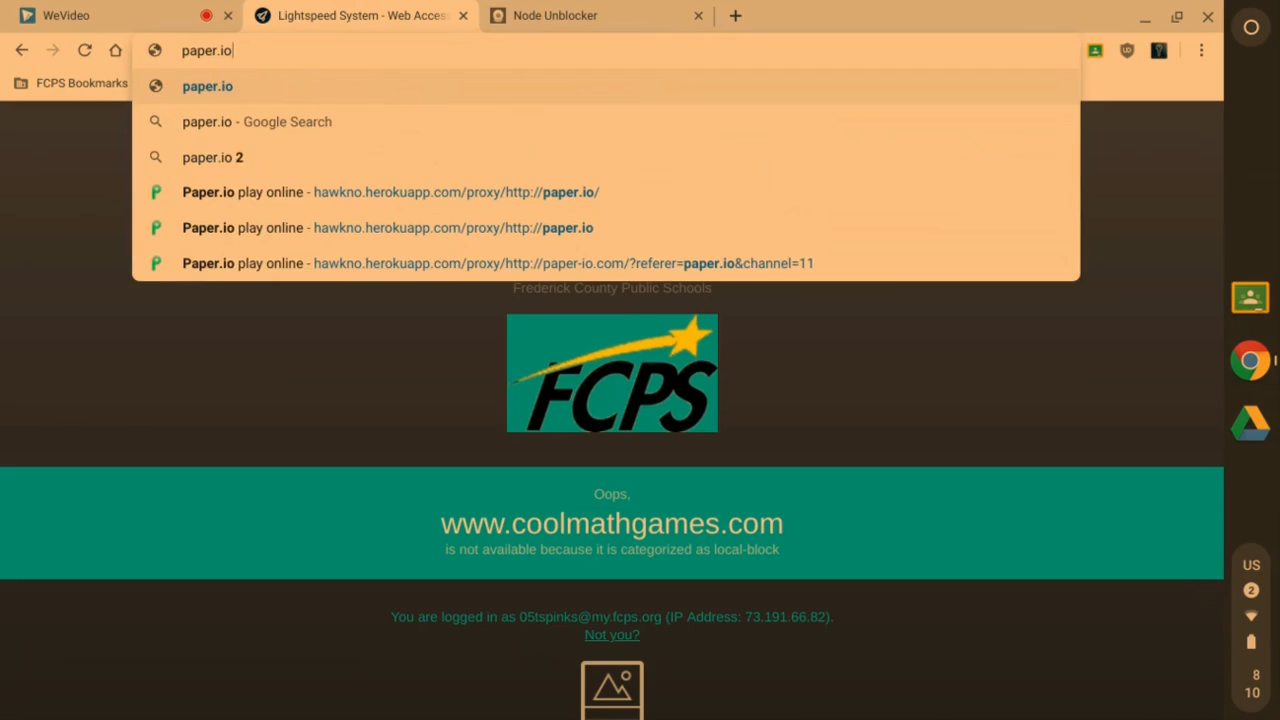 WeVideo
Lightspeed System - Web Access
Node Unblocker
paper.io
FCPS Bookmarks
paper.io
paper.io - Google Search
paper.io 2
Paper.io play online - hawkno.herokuapp.com/proxy/http://paper.io/
Paper.io play online - hawkno.herokuapp.com/proxy/http://paper.io
Paper.io play online - hawkno.herokuapp.com/proxy/http://paper-io.com/?referer=paper.io&channel=11
Frederick County Public Schools
FCPS
Oops,
www.coolmathgames.com
is not available because it is categorized as local-block
You are logged in as 05tspinks@my.fcps.org (IP Address: 73.191.66.82).
Not you?
US
2
8
10